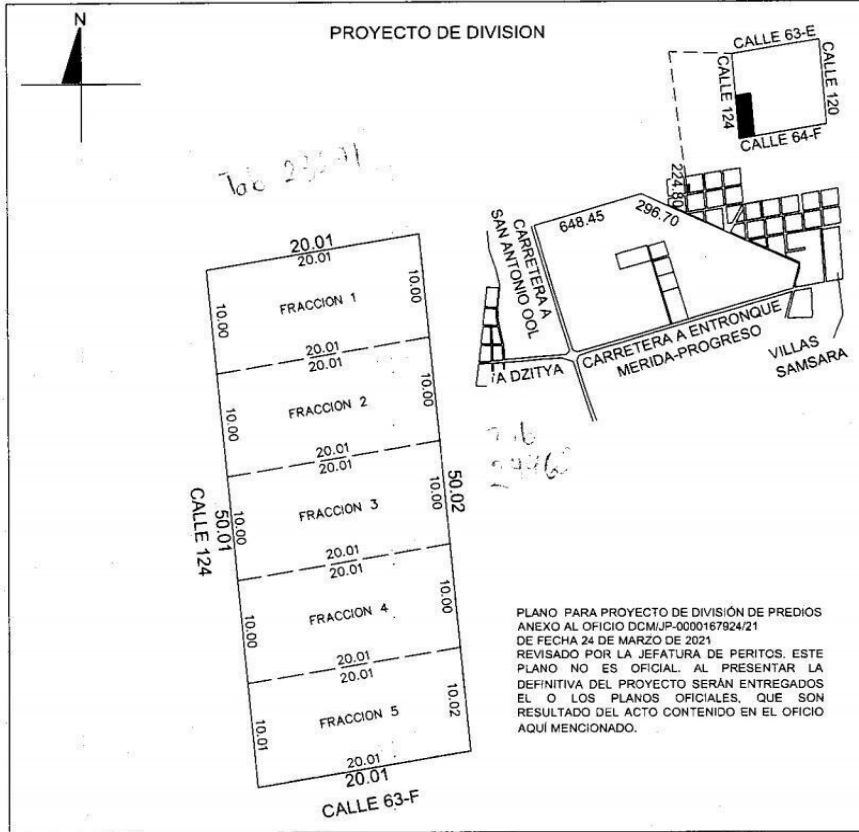 N
PROYECTO DE DIVISION
CALLE 63-E
CALLE 124
CALLE 120
CALLE 64-F
224.80
648.45
296.70
CARRETERA A
SAN ANTONIO OOL
CARRETERA A ENTRONQUE
MERIDA-PROGRESO
VILLAS
SAMSARA
A DZITYA
20.01
20.01
10.00
FRACCION 1
10.00
20.01
20.01
10.00
FRACCION 2
10.00
20.01
20.01
CALLE 124
50.01
10.00
FRACCION 3
10.00
50.02
20.01
20.01
10.00
FRACCION 4
10.00
20.01
20.01
10.01
FRACCION 5
10.02
20.01
20.01
CALLE 63-F
PLANO PARA PROYECTO DE DIVISIÓN DE PREDIOS
ANEXO AL OFICIO DCM/JP-0000167924/21
DE FECHA 24 DE MARZO DE 2021
REVISADO POR LA JEFATURA DE PERITOS. ESTE
PLANO NO ES OFICIAL. AL PRESENTAR LA
DEFINITIVA DEL PROYECTO SERÁN ENTREGADOS
EL O LOS PLANOS OFICIALES, QUE SON
RESULTADO DEL ACTO CONTENIDO EN EL OFICIO
AQUÍ MENCIONADO.